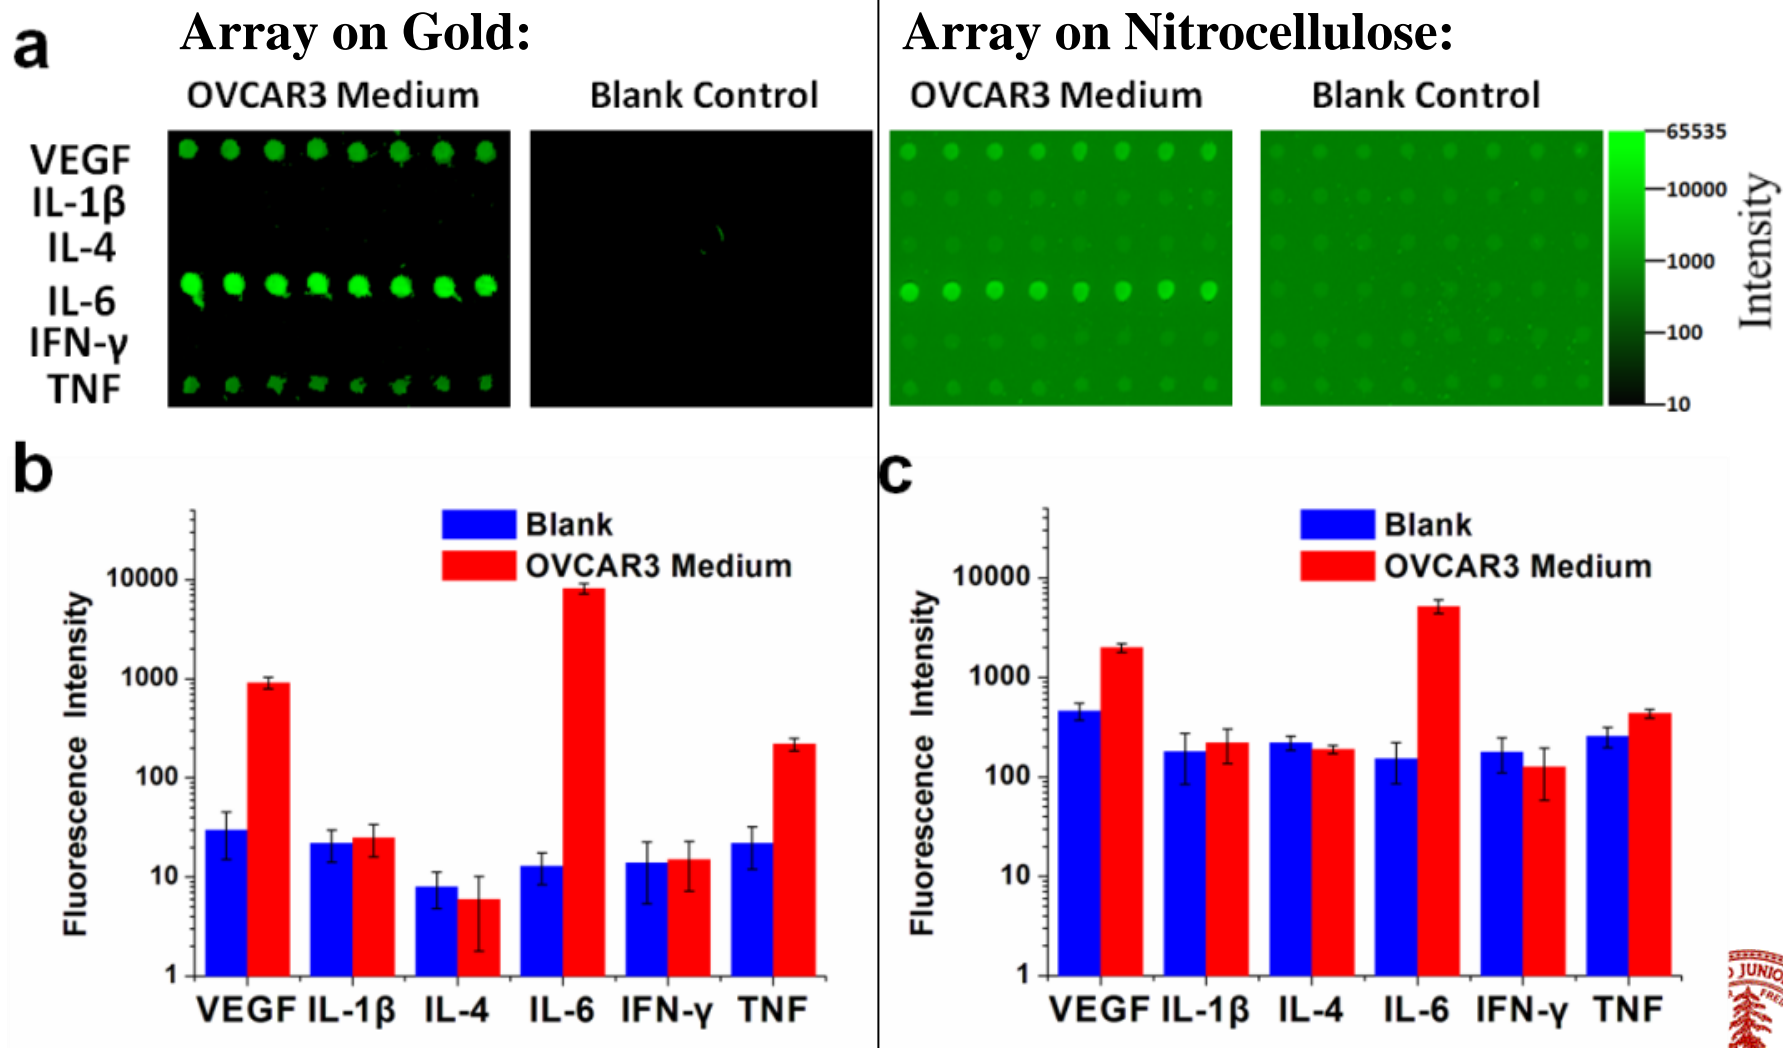 a
Array on Gold:
Array on Nitrocellulose:
OVCAR3 Medium
Blank Control
OVCAR3 Medium
Blank Control
VEGF
IL-1β
IL-4
IL-6
IFN-γ
TNF
65535
10000
1000
100
10
Intensity
b
Blank
OVCAR3 Medium
Fluorescence Intensity
10000
1000
100
10
1
VEGF IL-1β IL-4 IL-6 IFN-γ TNF
c
Blank
OVCAR3 Medium
Fluorescence Intensity
10000
1000
100
10
1
VEGF IL-1β IL-4 IL-6 IFN-γ TNF
JUNIO